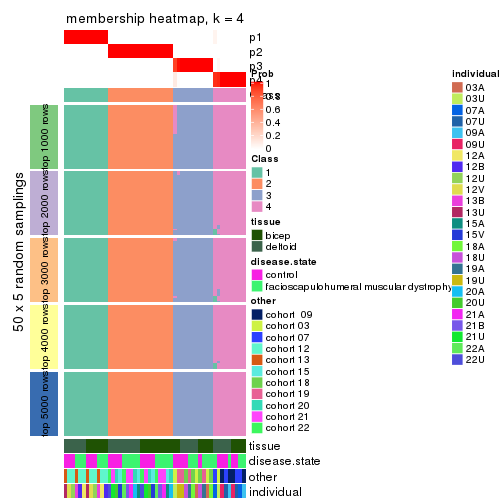 membership heatmap, k = 4
p1
p2
p3
p4
Prob
1
0.8
0.6
0.4
0.2
0
Class
1
2
3
4
tissue
bicep
deltoid
disease.state
control
facioscapulohumeral muscular dystrophy
other
cohort 09
cohort 03
cohort 07
cohort 12
cohort 13
cohort 15
cohort 18
cohort 19
cohort 20
cohort 21
cohort 22
individual
03A
03U
07A
07U
09A
09U
12A
12B
12U
12V
13B
13U
15A
15V
18A
18U
19A
19U
20A
20U
21A
21B
21U
22A
22U
50 x 5 random samplings
top 1000 rows
top 2000 rows
top 3000 rows
top 4000 rows
top 5000 rows
tissue
disease.state
other
individual